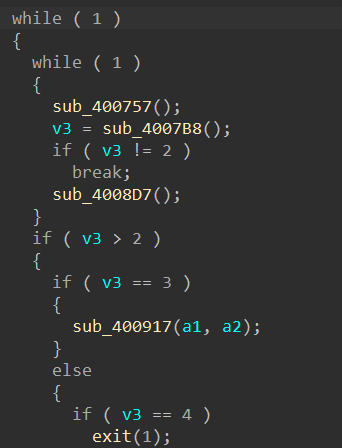 while ( 1 )
{
while ( 1 )
{
sub_400757();
v3 = sub_4007B8();
if ( v3 != 2 )
break;
sub_4008D7();
}
if ( v3 > 2 )
{
if ( v3 == 3 )
{
sub_400917(a1, a2);
}
else
{
if ( v3 == 4 )
exit(1);